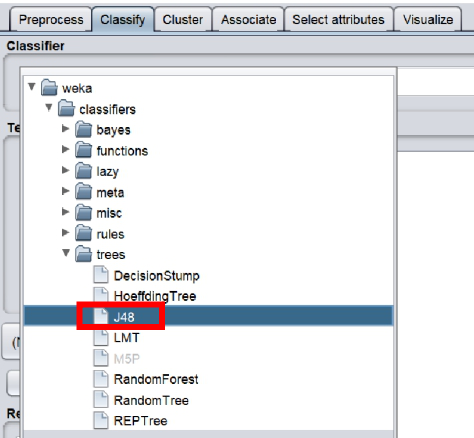 Preprocess Classify Cluster Associate Select attributes Visualize
Classifier
weka
classifiers
bayes
functions
lazy
meta
misc
rules
trees
DecisionStump
HoeffdingTree
J48
LMT
M5P
RandomForest
RandomTree
REPTree
Te
Re